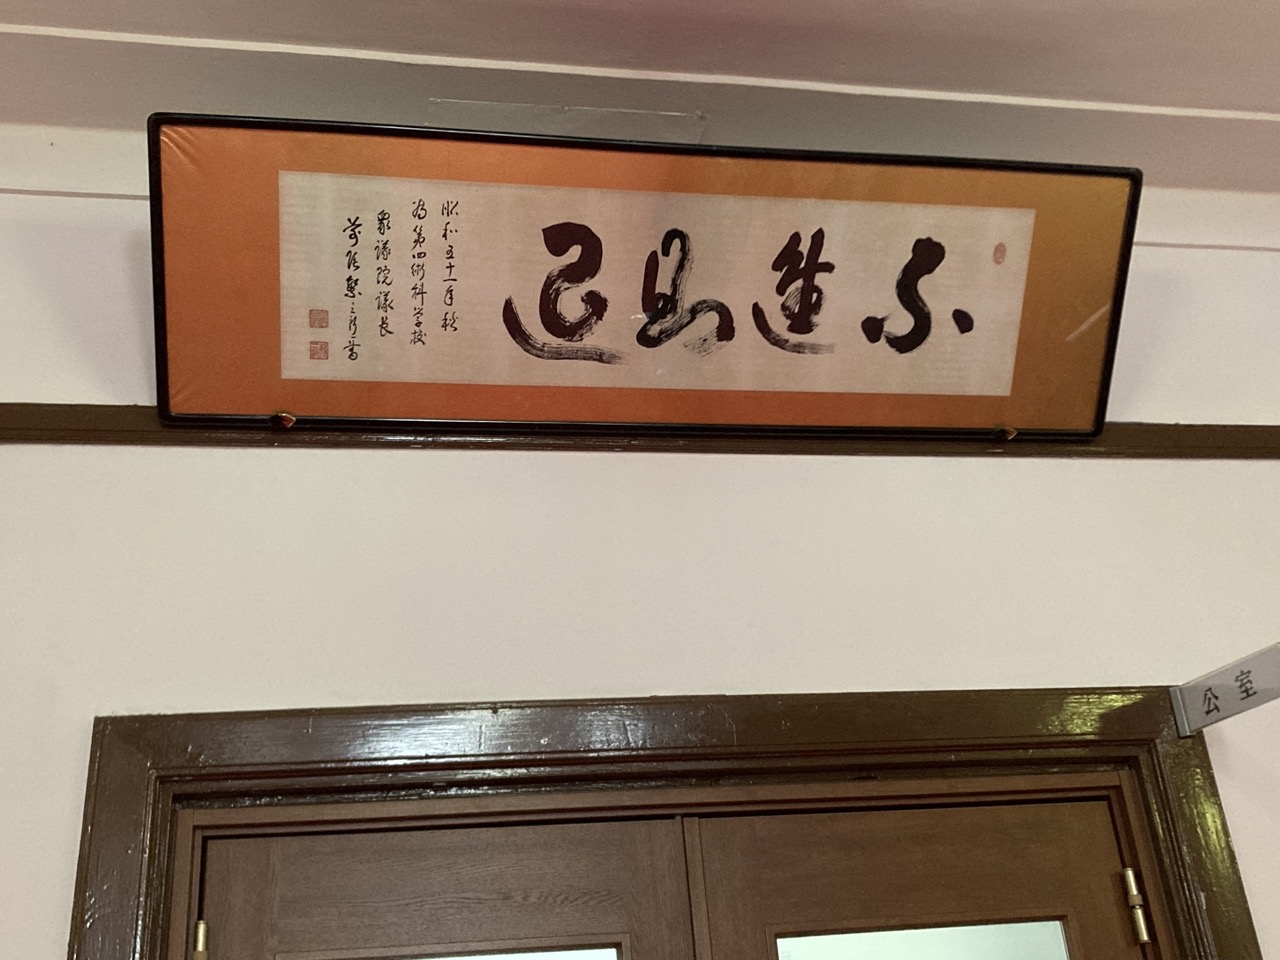 不進則退
昭和五十一年秋
為第四術科学校
衆議院議長
前尾繁三郎書
公室